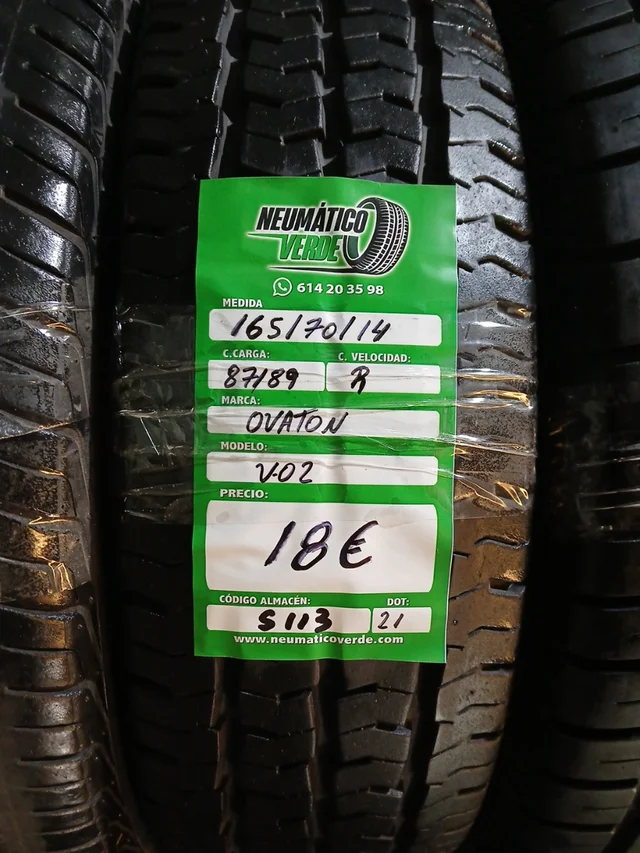 NEUMÁTICO
VERDE
614 20 35 98
MEDIDA
165/70/14
C.CARGA: C. VELOCIDAD:
87/89 R
MARCA:
OVATON
MODELO:
V-02
PRECIO:
18€
CÓDIGO ALMACÉN: DOT:
S113 21
www.neumaticoverde.com